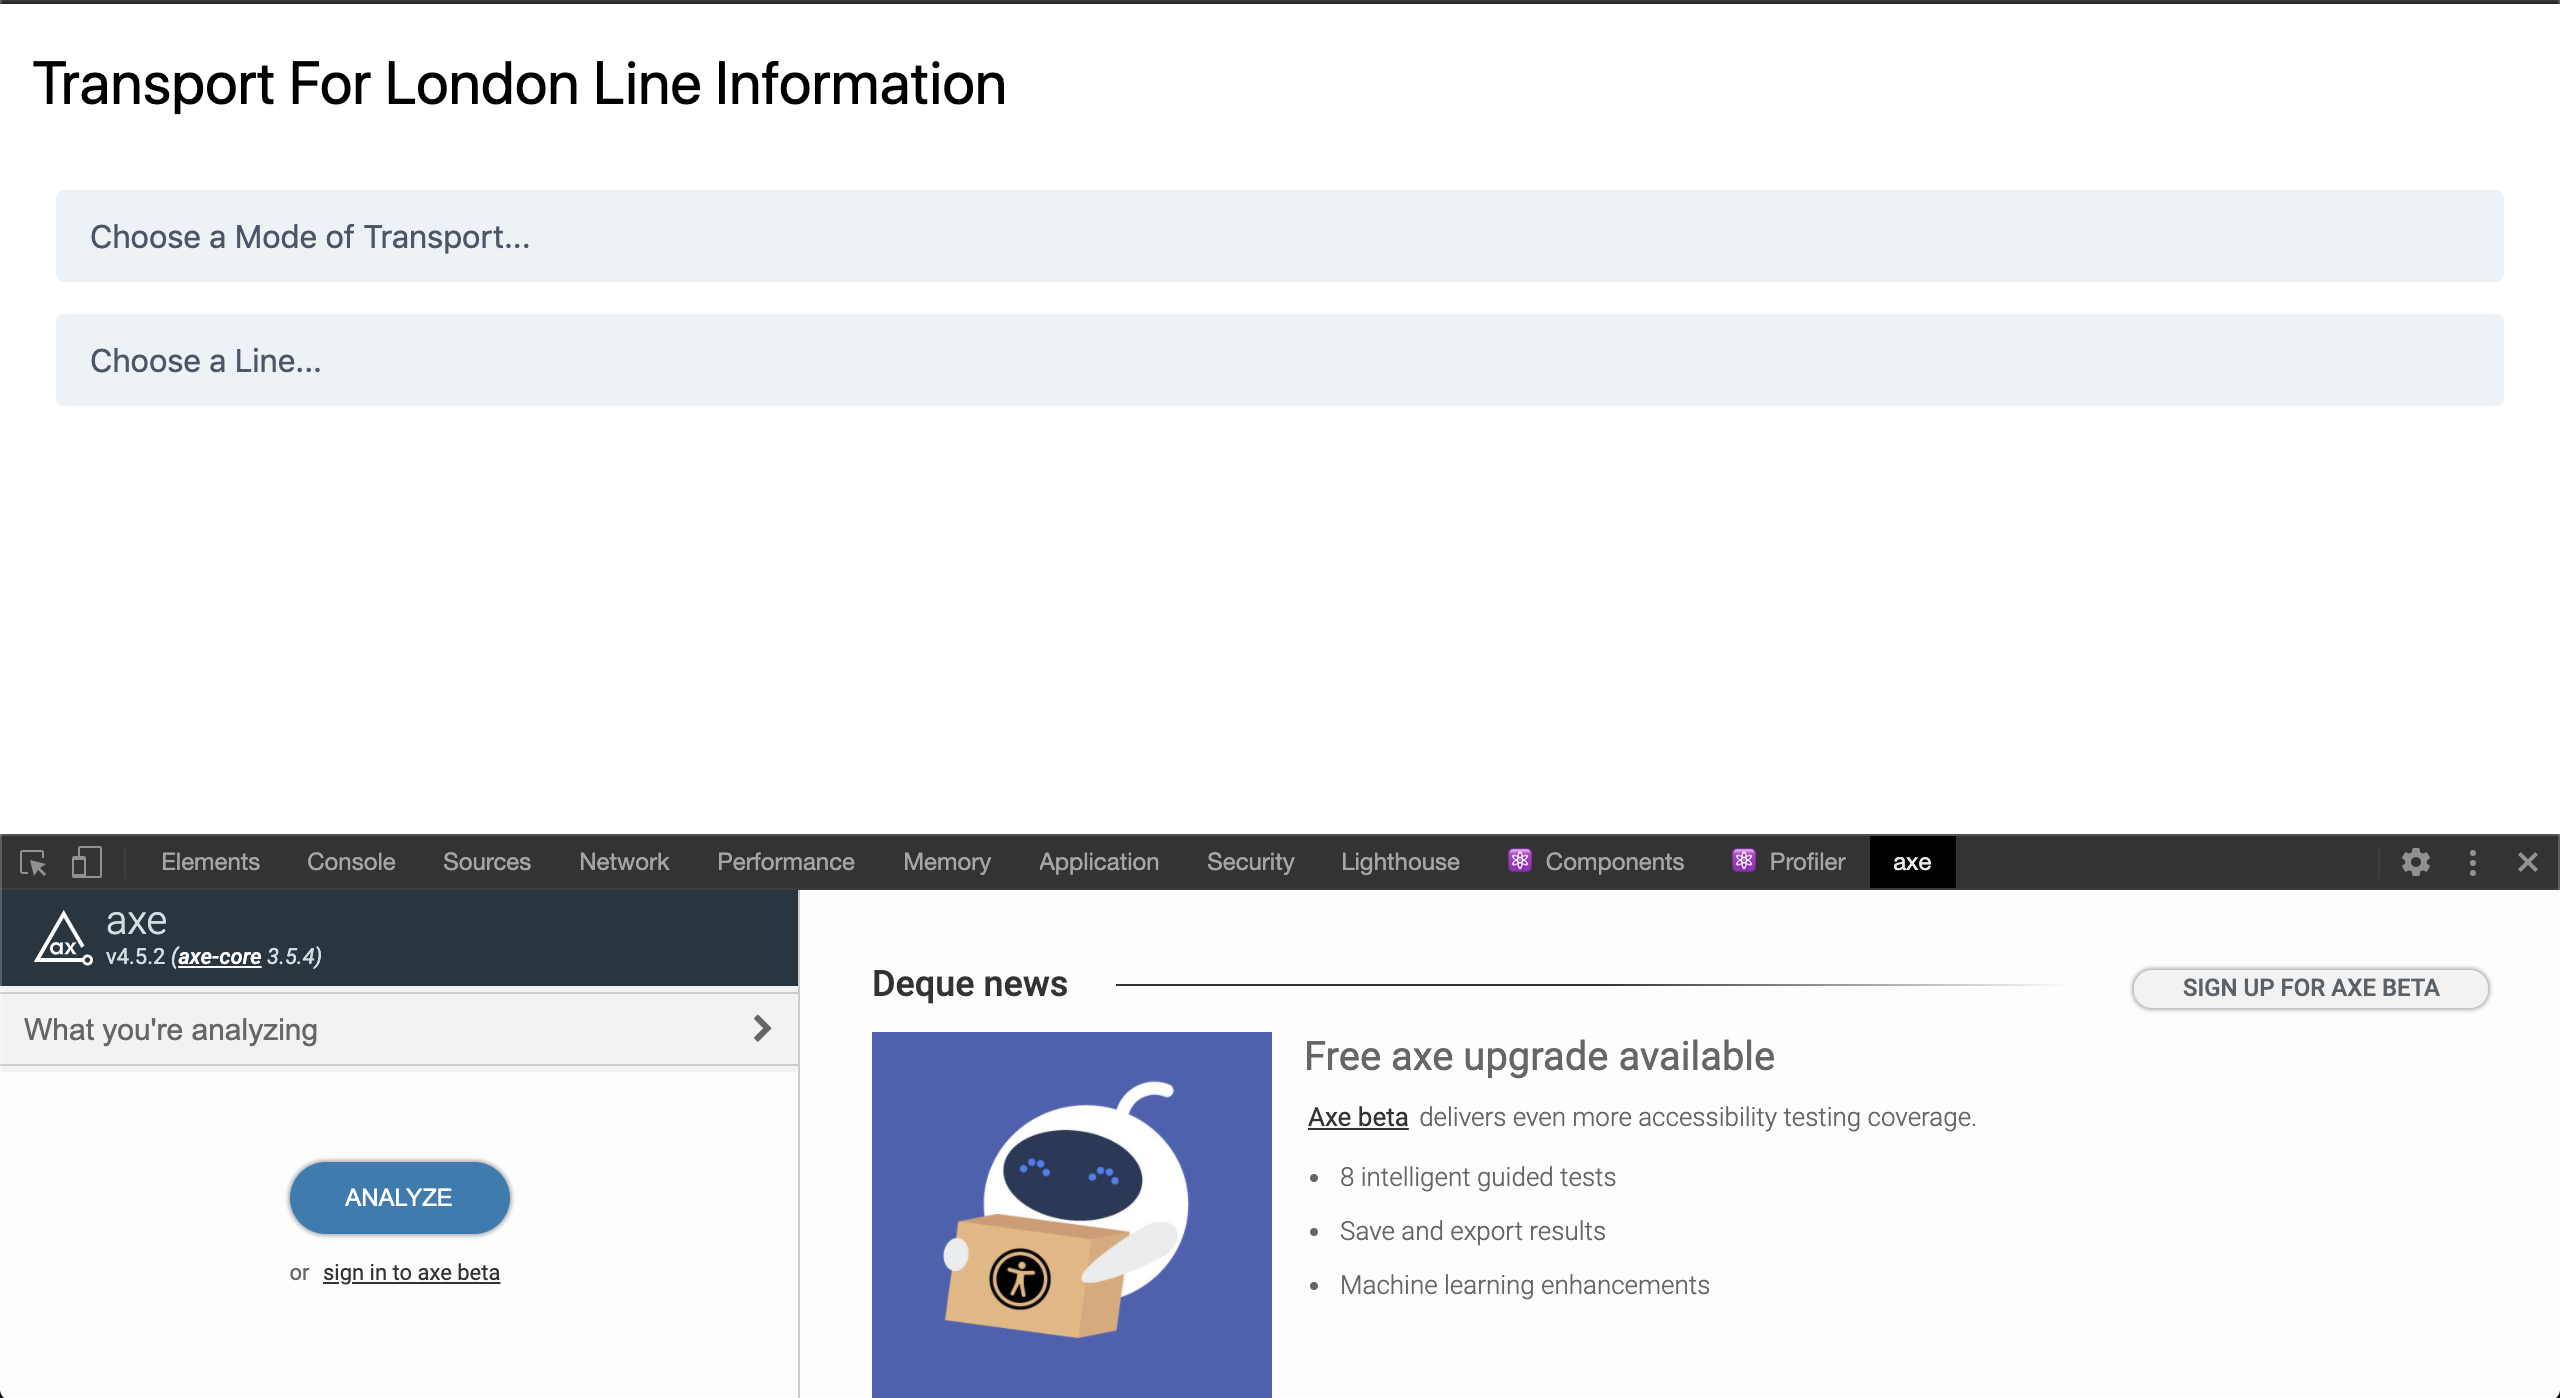 Transport For London Line Information
Choose a Mode of Transport...
Choose a Line...
Elements Console Sources Network Performance Memory Application Security Lighthouse Components Profiler axe
ax
axe
v4.5.2 (axe-core 3.5.4)
What you're analyzing
ANALYZE
or sign in to axe beta
Deque news
SIGN UP FOR AXE BETA
Free axe upgrade available
Axe beta delivers even more accessibility testing coverage.
• 8 intelligent guided tests
• Save and export results
• Machine learning enhancements